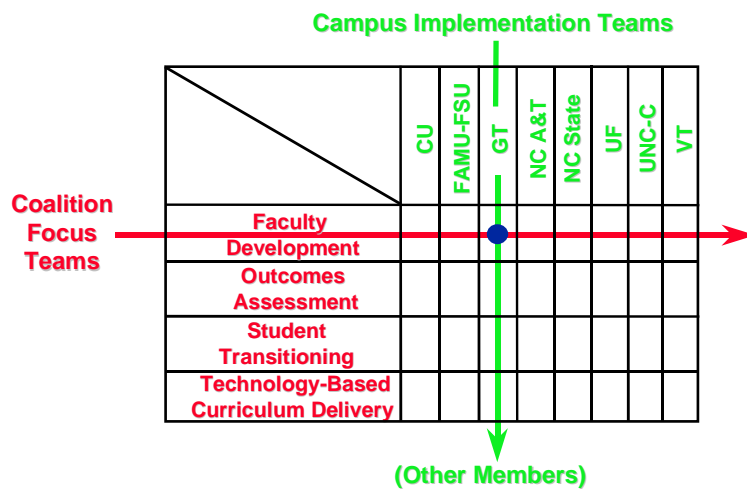 Campus Implementation Teams
CU
FAMU-FSU
GT
NC A&T
NC State
UF
UNC-C
VT
Coalition
Focus
Teams
Faculty
Development
Outcomes
Assessment
Student
Transitioning
Technology-Based
Curriculum Delivery
(Other Members)